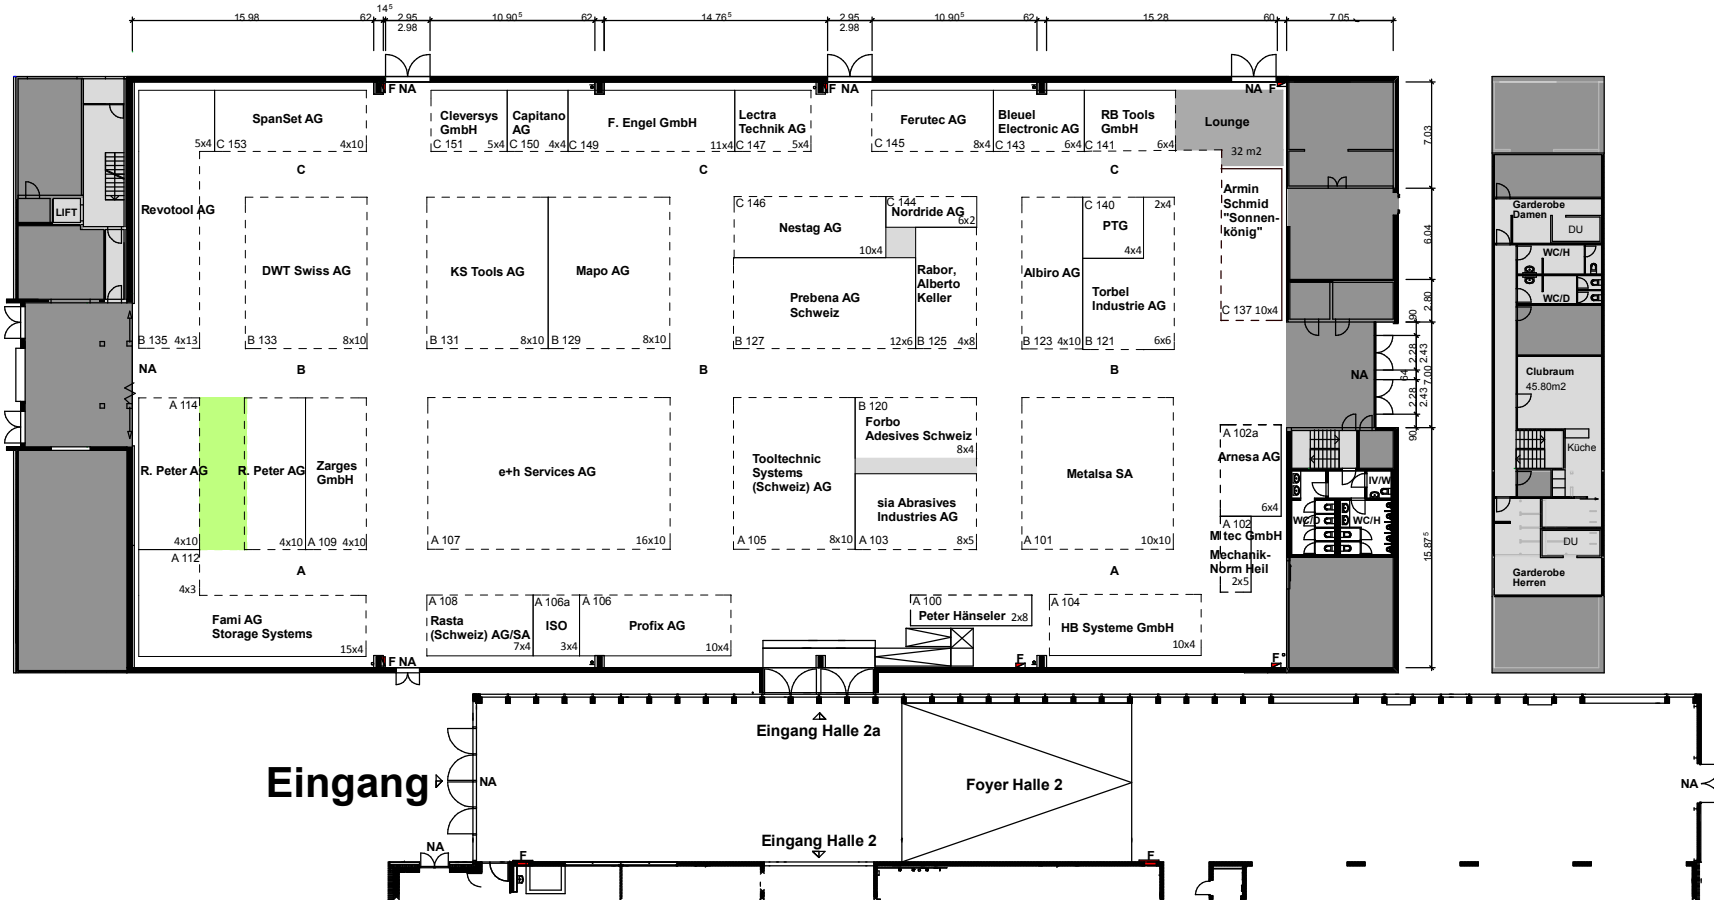 15.98
62
14⁵
2.95
2.98
10.90⁵
62
14.76⁵
2.95
2.98
10.90⁵
62
15.28
60
7.05
F NA
F NA
NA F
SpanSet AG
5x4 C 153 4x10
Cleversys
GmbH
C 151 5x4
Capitano
AG
C 150 4x4
F. Engel GmbH
C 149 11x4
Lectra
Technik AG
C 147 5x4
Ferutec AG
C 145 8x4
Bleuel
Electronic AG
C 143 6x4
RB Tools
GmbH
C 141 6x4
Lounge
32 m2
7.03
C
C
C
LIFT
Revotool AG
B 135 4x13
DWT Swiss AG
B 133 8x10
KS Tools AG
B 131 8x10
Mapo AG
B 129 8x10
C 146
Nestag AG
10x4
C 144
Nordride AG
6x2
Prebena AG
Schweiz
B 127 12x6
Rabor,
Alberto
Keller
B 125 4x8
Albiro AG
B 123 4x10
C 140 2x4
PTG
4x4
Torbel
Industrie AG
B 121 6x6
Armin
Schmid
"Sonnen-
könig"
C 137 10x4
6.04
2.80
90
2.28
2.43
64
7.00
2.28
2.43
90
15.87⁵
NA
B
B
B
NA
A 114
R. Peter AG
4x10
R. Peter AG
4x10
Zarges
GmbH
A 109 4x10
e+h Services AG
A 107 16x10
Tooltechnic
Systems
(Schweiz) AG
A 105 8x10
B 120
Forbo
Adesives Schweiz
8x4
sia Abrasives
Industries AG
A 103 8x5
Metalsa SA
A 101 10x10
A 102a
Arnesa AG
6x4
A 102
Mitec GmbH
Mechanik-
Norm Heil
2x5
IV/W
WC/D
WC/H
A
A
A 112
4x3
Fami AG
Storage Systems
15x4
A 108
Rasta
(Schweiz) AG/SA
7x4
A 106a
ISO
3x4
A 106
Profix AG
10x4
A 100
Peter Hänseler 2x8
A 104
HB Systeme GmbH
10x4
F NA
F
F
Garderobe
Damen
DU
WC/H
WC/D
Clubraum
45.80m2
Küche
DU
Garderobe
Herren
Eingang Halle 2a
Eingang
NA
Foyer Halle 2
NA
Eingang Halle 2
NA
F
F